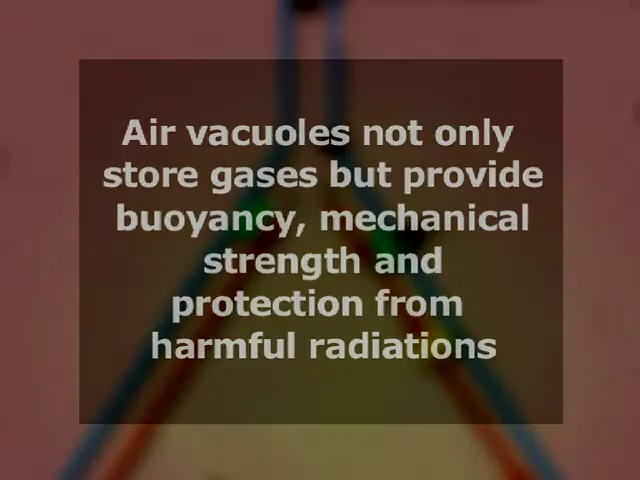 Air vacuoles not only
store gases but provide
buoyancy, mechanical
strength and
protection from
harmful radiations